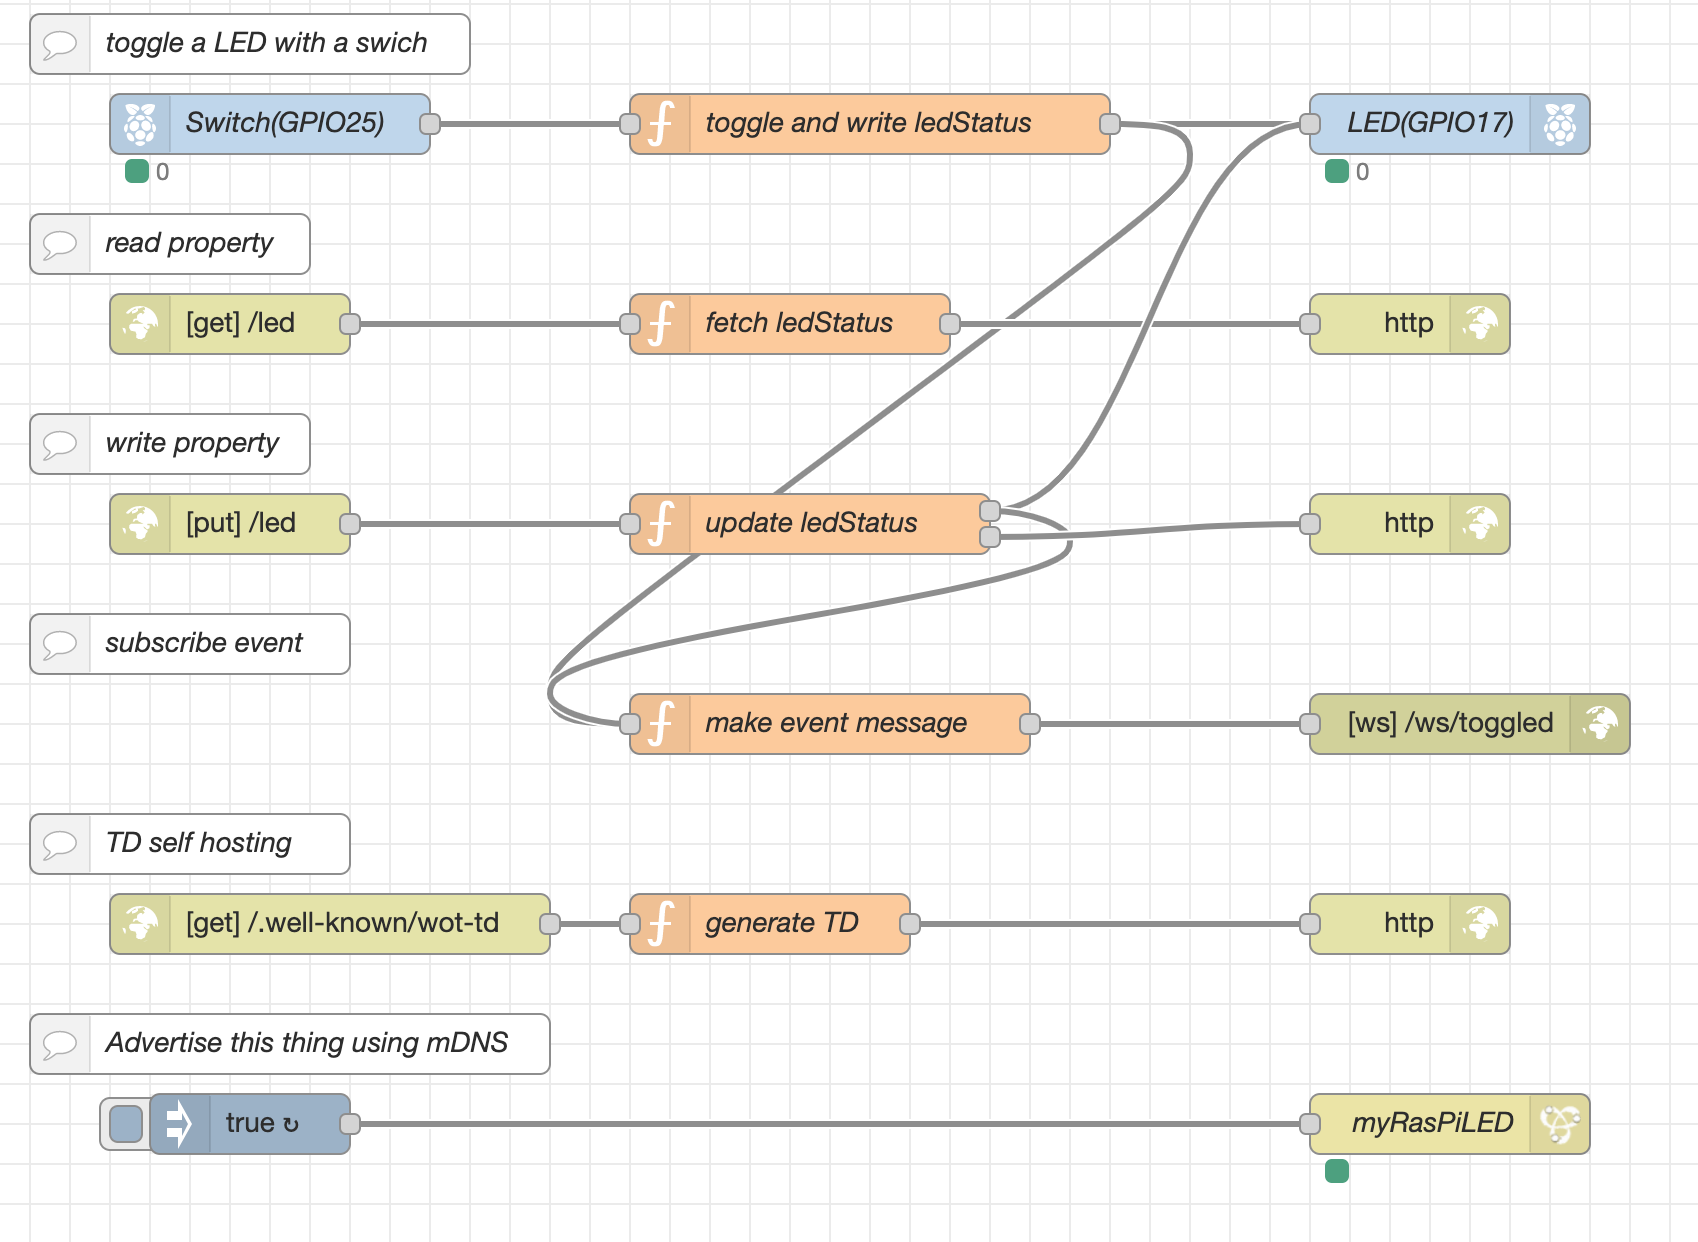 toggle a LED with a swich
Switch(GPIO25)
toggle and write ledStatus
LED(GPIO17)
0
0
read property
[get] /led
fetch ledStatus
http
write property
[put] /led
update ledStatus
http
subscribe event
make event message
[ws] /ws/toggled
TD self hosting
[get] /.well-known/wot-td
generate TD
http
Advertise this thing using mDNS
true ↻
myRasPiLED